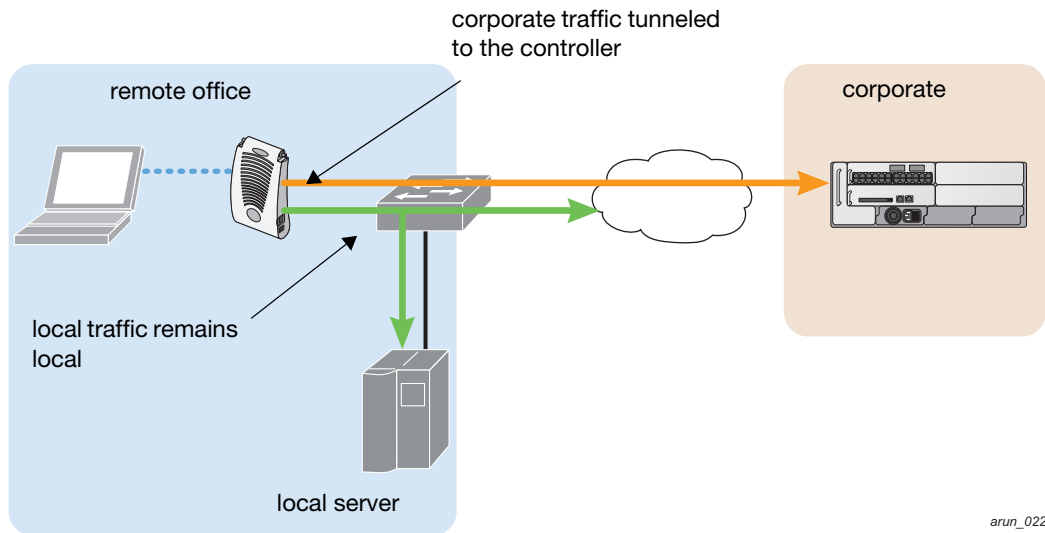 corporate traffic tunneled
to the controller
remote office
corporate
local traffic remains
local
local server
arun_022